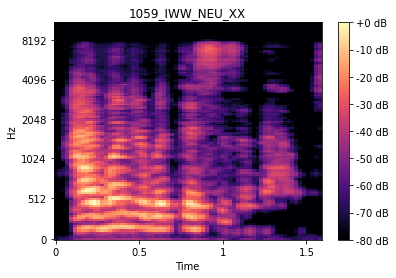 1059_IWW_NEU_XX
8192
4096
2048
1024
512
0
Hz
0
0.5
1
1.5
Time
+0 dB
-10 dB
-20 dB
-30 dB
-40 dB
-50 dB
-60 dB
-70 dB
-80 dB